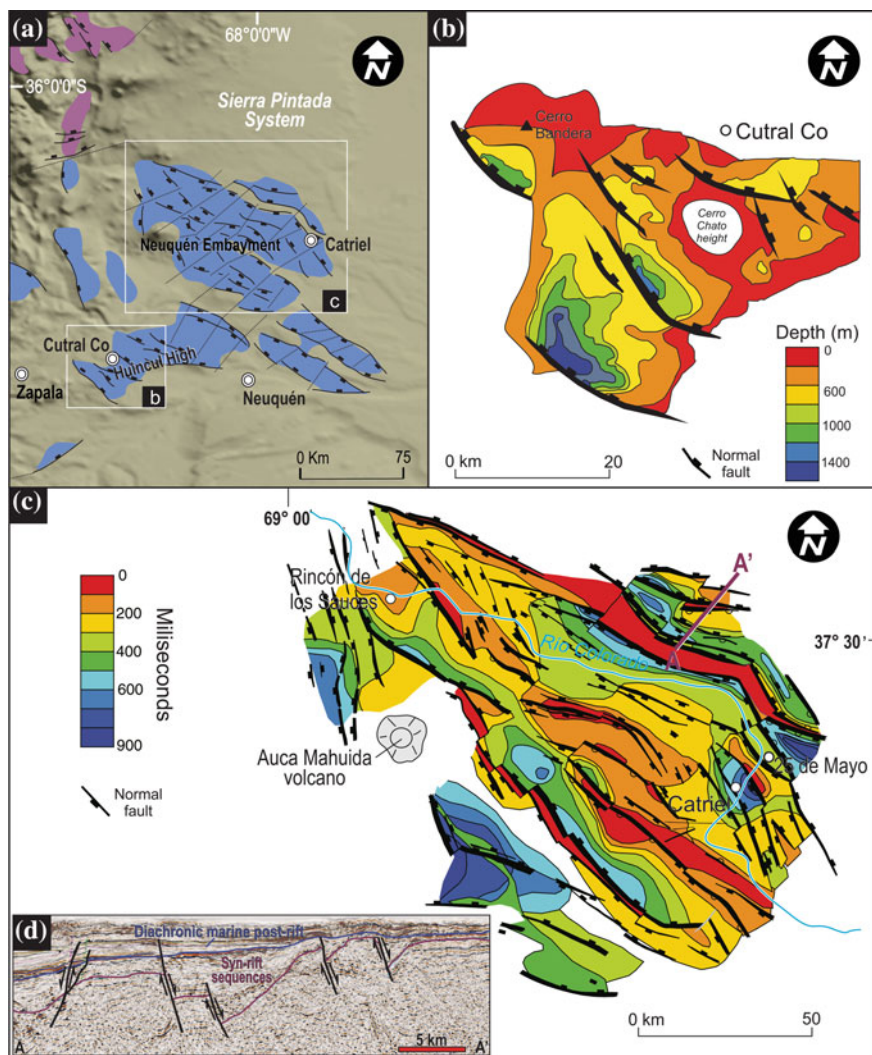 (a)
68°0'0"W
N
36°0'0"S
Sierra Pintada
System
Neuquén Embayment
Catriel
c
Cutral Co
Huincul High
Zapala
b
Neuquén
0 Km 75
(b)
N
Cerro
Bandera
Cutral Co
Cerro
Chato
height
Depth (m)
0
600
1000
1400
0 km 20
Normal
fault
(c)
69° 00'
N
0
200
400
600
900
Miliseconds
Normal
fault
Rincón de
los Sauces
Río Colorado
A'
A
37° 30'
Auca Mahuida
volcano
25 de Mayo
Catriel
0 km 50
(d)
Diachronic marine post-rift
Syn-rift
sequences
5 km
A A'